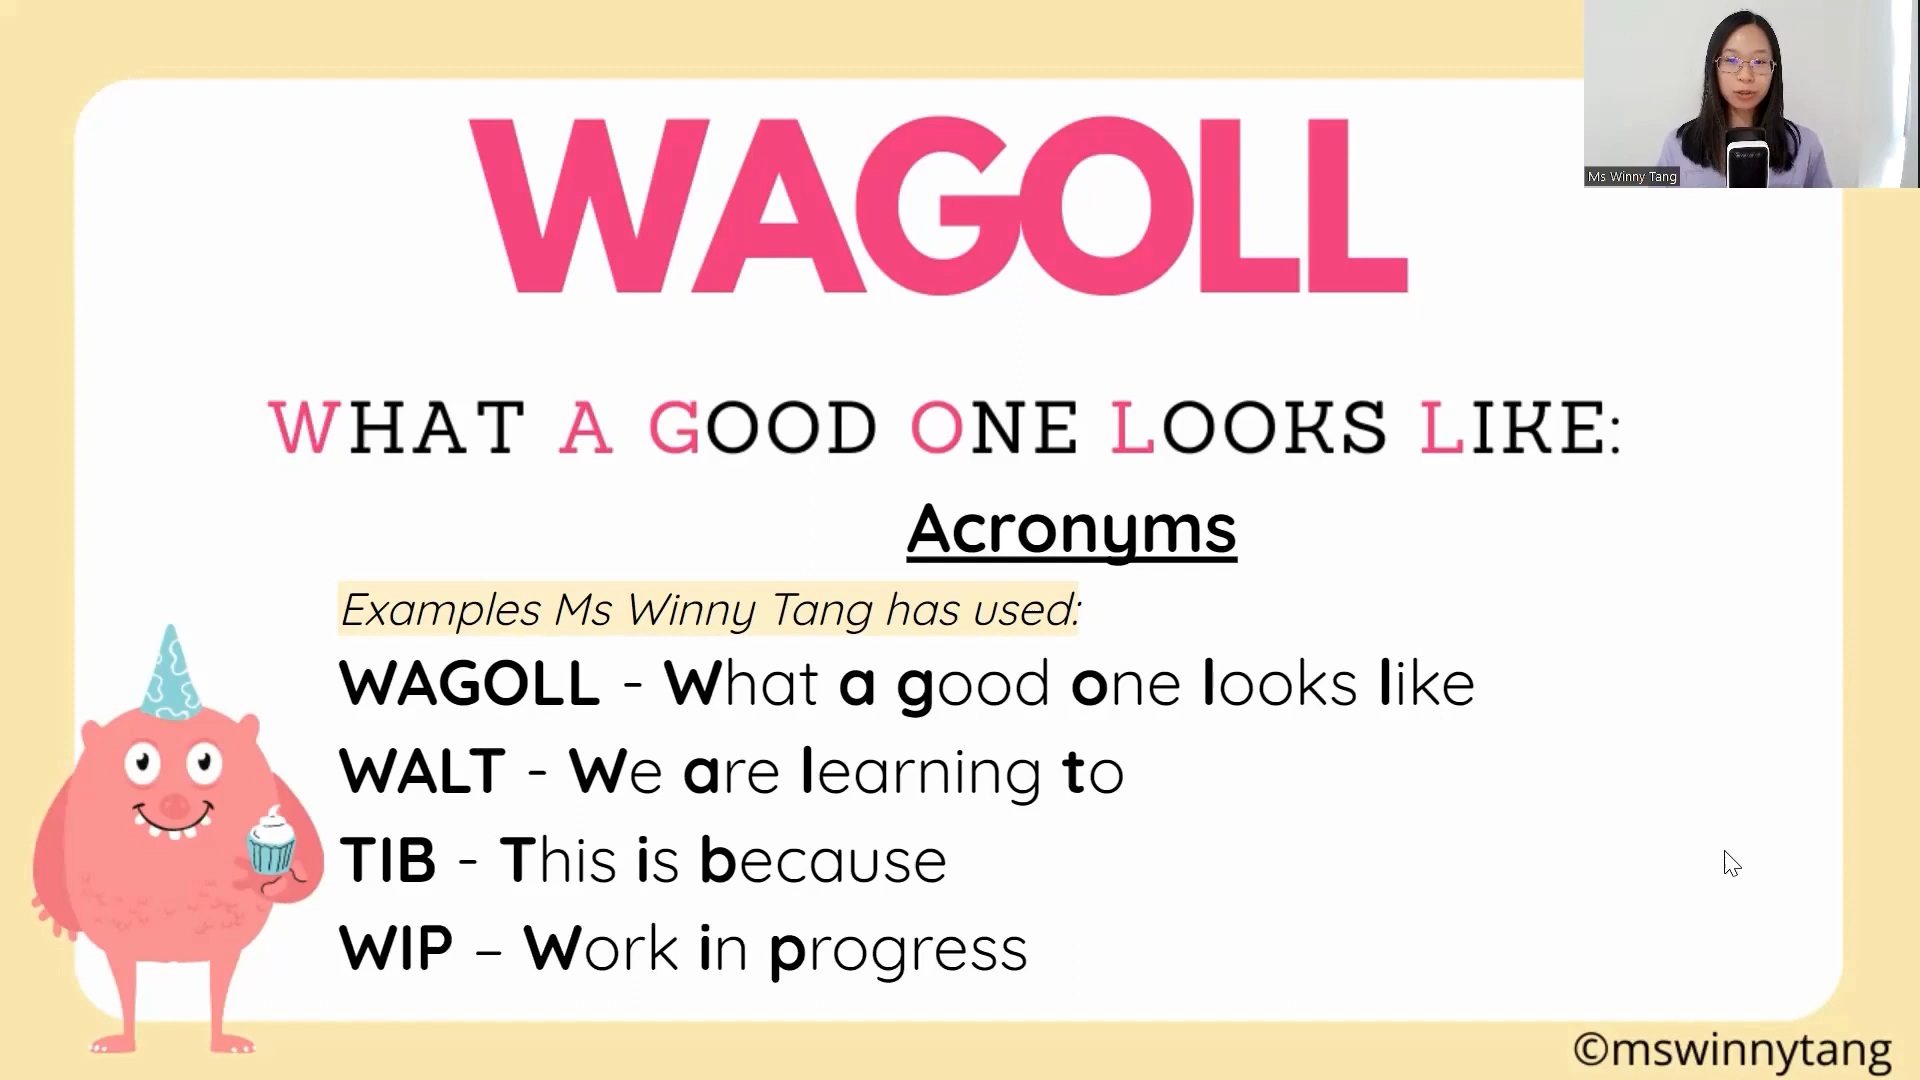 WAGOLL
Ms Winny Tang
WHAT A GOOD ONE LOOKS LIKE:
Acronyms
Examples Ms Winny Tang has used:
WAGOLL - What a good one looks like
WALT - We are learning to
TIB - This is because
WIP – Work in progress
©mswinnytang